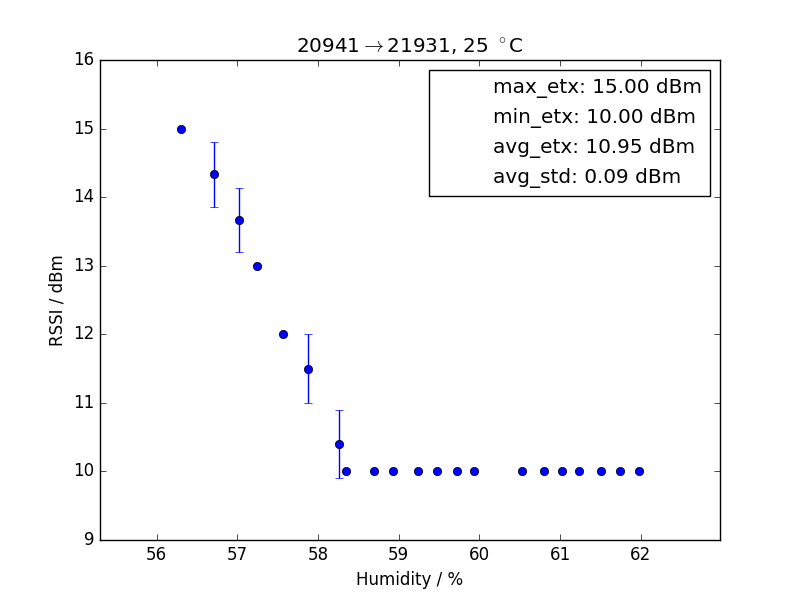 20941→21931, 25 °C
16
15
14
13
12
11
10
9
RSSI / dBm
max_etx: 15.00 dBm
min_etx: 10.00 dBm
avg_etx: 10.95 dBm
avg_std: 0.09 dBm
56 57 58 59 60 61 62
Humidity / %